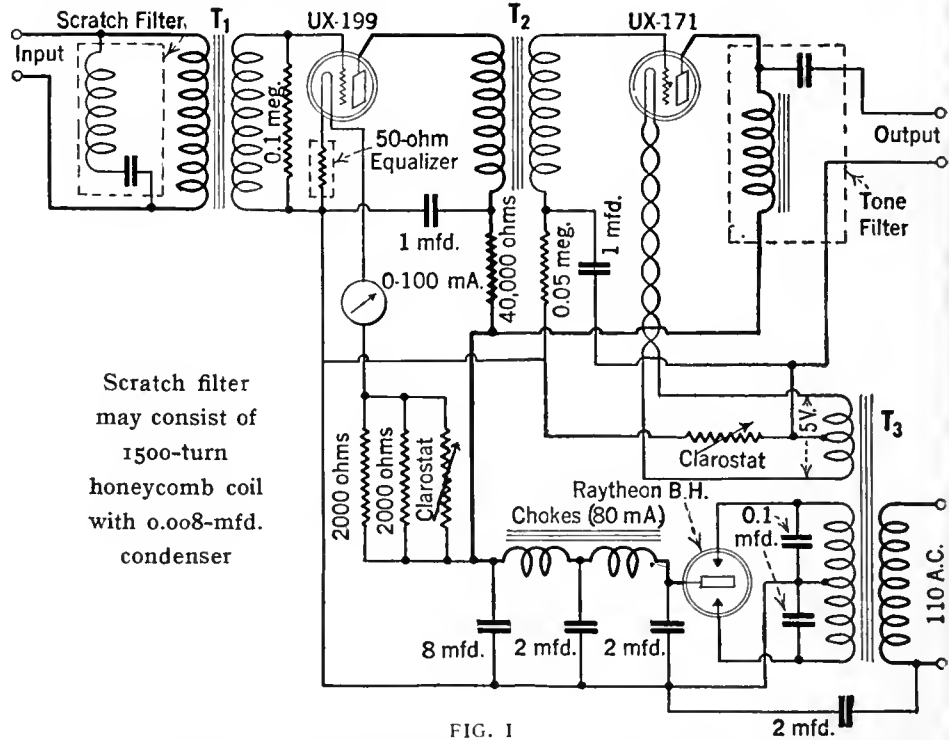 Scratch Filter
T1
UX-199
T2
UX-171
Input
0.1 meg.
50-ohm
Equalizer
Output
Tone
Filter
1 mfd.
40,000 ohms
0.05 meg.
1 mfd.
0-100 mA.
Scratch filter
may consist of
1500-turn
honeycomb coil
with 0.008-mfd.
condenser
2000 ohms
2000 ohms
Clarostat
Clarostat
5V.
T3
Raytheon B.H.
Chokes (80 mA)
0.1
mfd.
110 A.C.
8 mfd.
2 mfd.
2 mfd.
2 mfd.
FIG. I